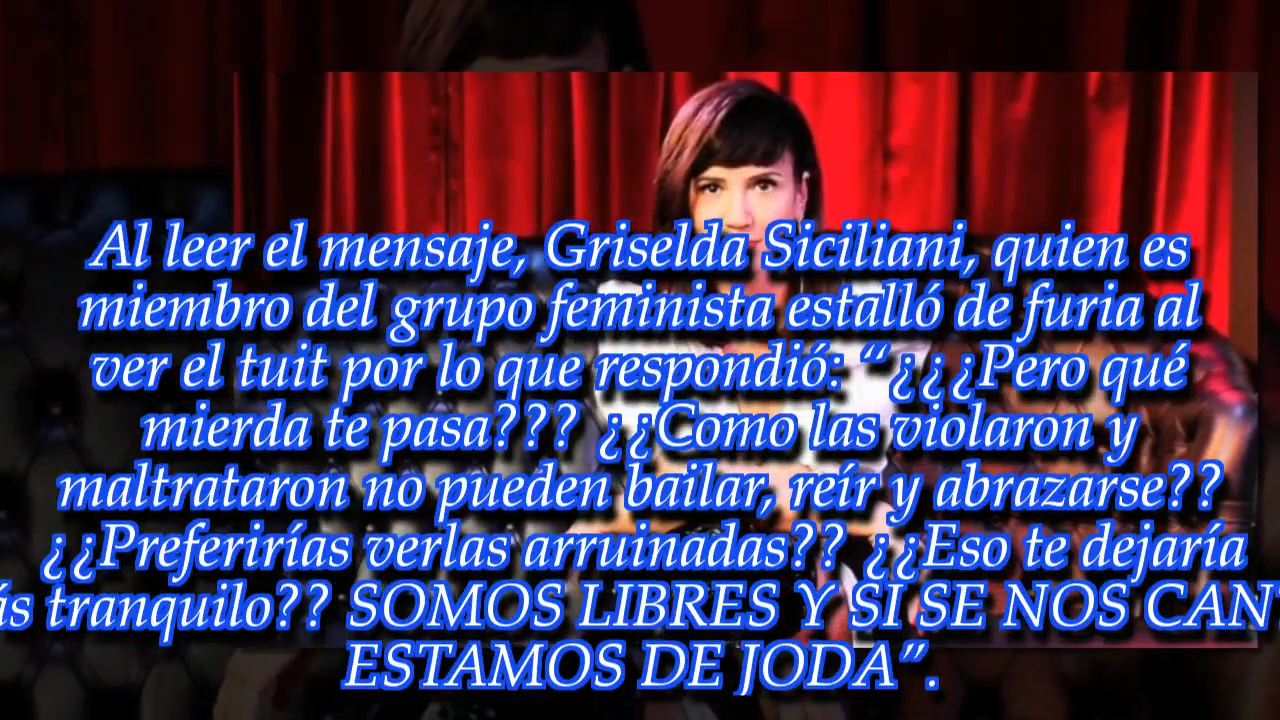 Al leer el mensaje, Griselda Siciliani, quien es
miembro del grupo feminista estalló de furia al
ver el tuit por lo que respondió: “¿¿¿Pero qué
mierda te pasa??? ¿¿Como las violaron y
maltrataron no pueden bailar, reír y abrazarse??
¿¿Preferirías verlas arruinadas?? ¿¿Eso te dejaría
tranquilo?? SOMOS LIBRES Y SI SE NOS
ESTAMOS DE JODA”.